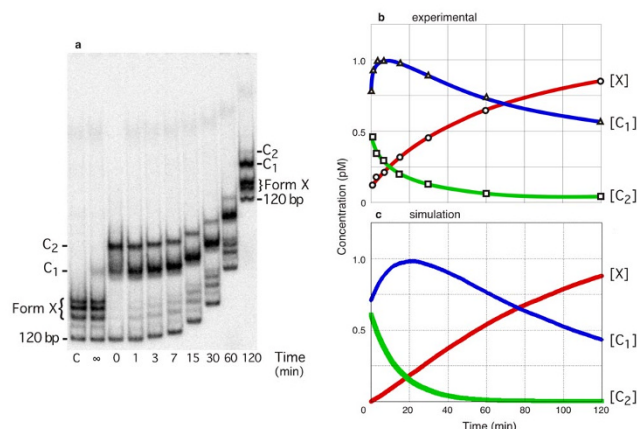 a
C₂
C₁
Form X
120 bp
C₂
C₁
Form X
120 bp
C ∞ 0 1 3 7 15 30 60 120 Time
(min)
b experimental
1.0
0.5
0
[X]
[C₁]
[C₂]
Concentration (pM)
c simulation
1.0
0.5
[X]
[C₁]
[C₂]
0 20 40 60 80 100 120
Time (min)